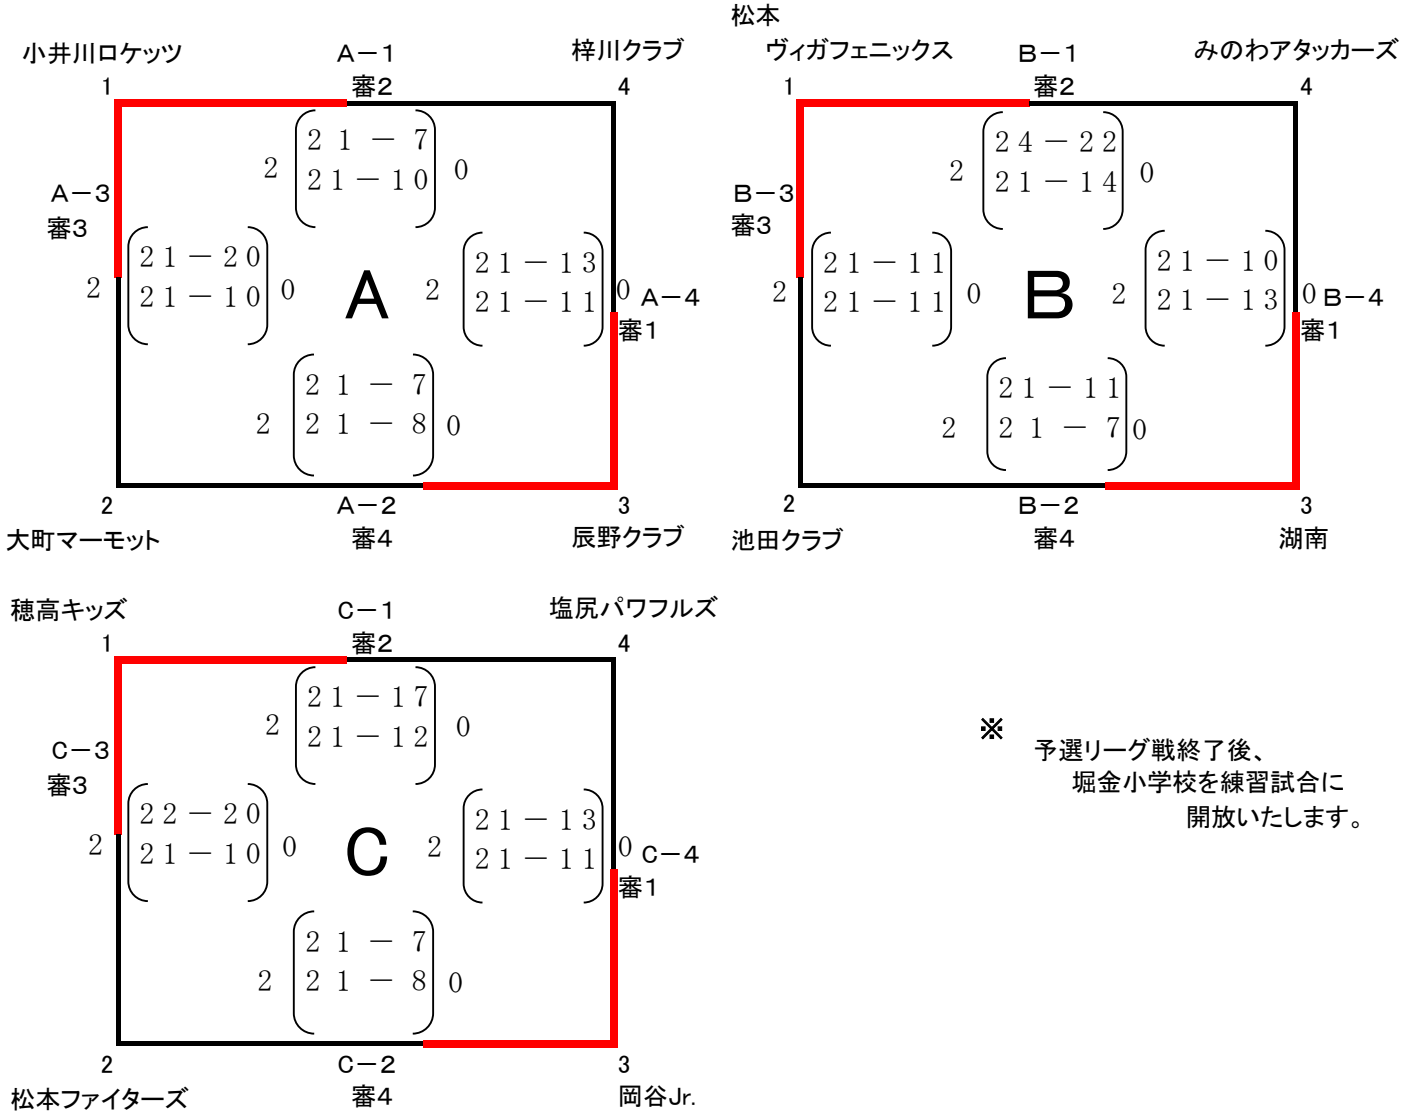 小井川ロケッツ A－1 梓川クラブ
1 審2 4
2 21－7 0
21－10
A－3
審3
2 21－20 0
21－10
A
2 21－13 0 A－4
21－11 審1
2 21－7 0
21－8
2 A－2 3
大町マーモット 審4 辰野クラブ
松本
ヴィガフェニックス B－1 みのわアタッカーズ
1 審2 4
2 24－22 0
21－14
B－3
審3
2 21－11 0
21－11
B
2 21－10 0 B－4
21－13 審1
2 21－11 0
21－7
2 B－2 3
池田クラブ 審4 湖南
穂高キッズ C－1 塩尻パワフルズ
1 審2 4
2 21－17 0
21－12
C－3
審3
2 22－20 0
21－10
C
2 21－13 0 C－4
21－11 審1
2 21－7 0
21－8
2 C－2 3
松本ファイターズ 審4 岡谷Jr.
※
予選リーグ戦終了後、
堀金小学校を練習試合に
開放いたします。